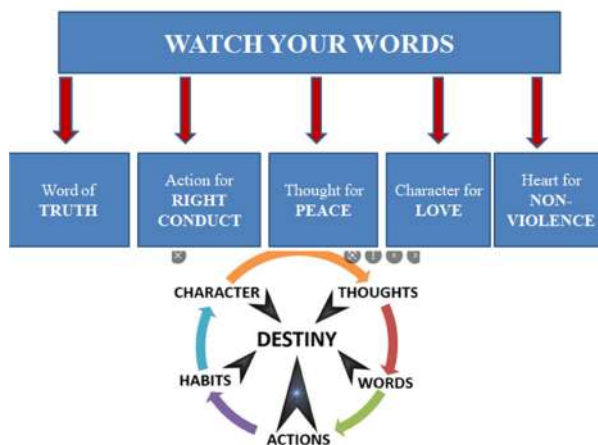 WATCH YOUR WORDS
Word of
TRUTH
Action for
RIGHT
CONDUCT
Thought for
PEACE
Character for
LOVE
Heart for
NON-
VIOLENCE
CHARACTER
THOUGHTS
DESTINY
HABITS
WORDS
ACTIONS